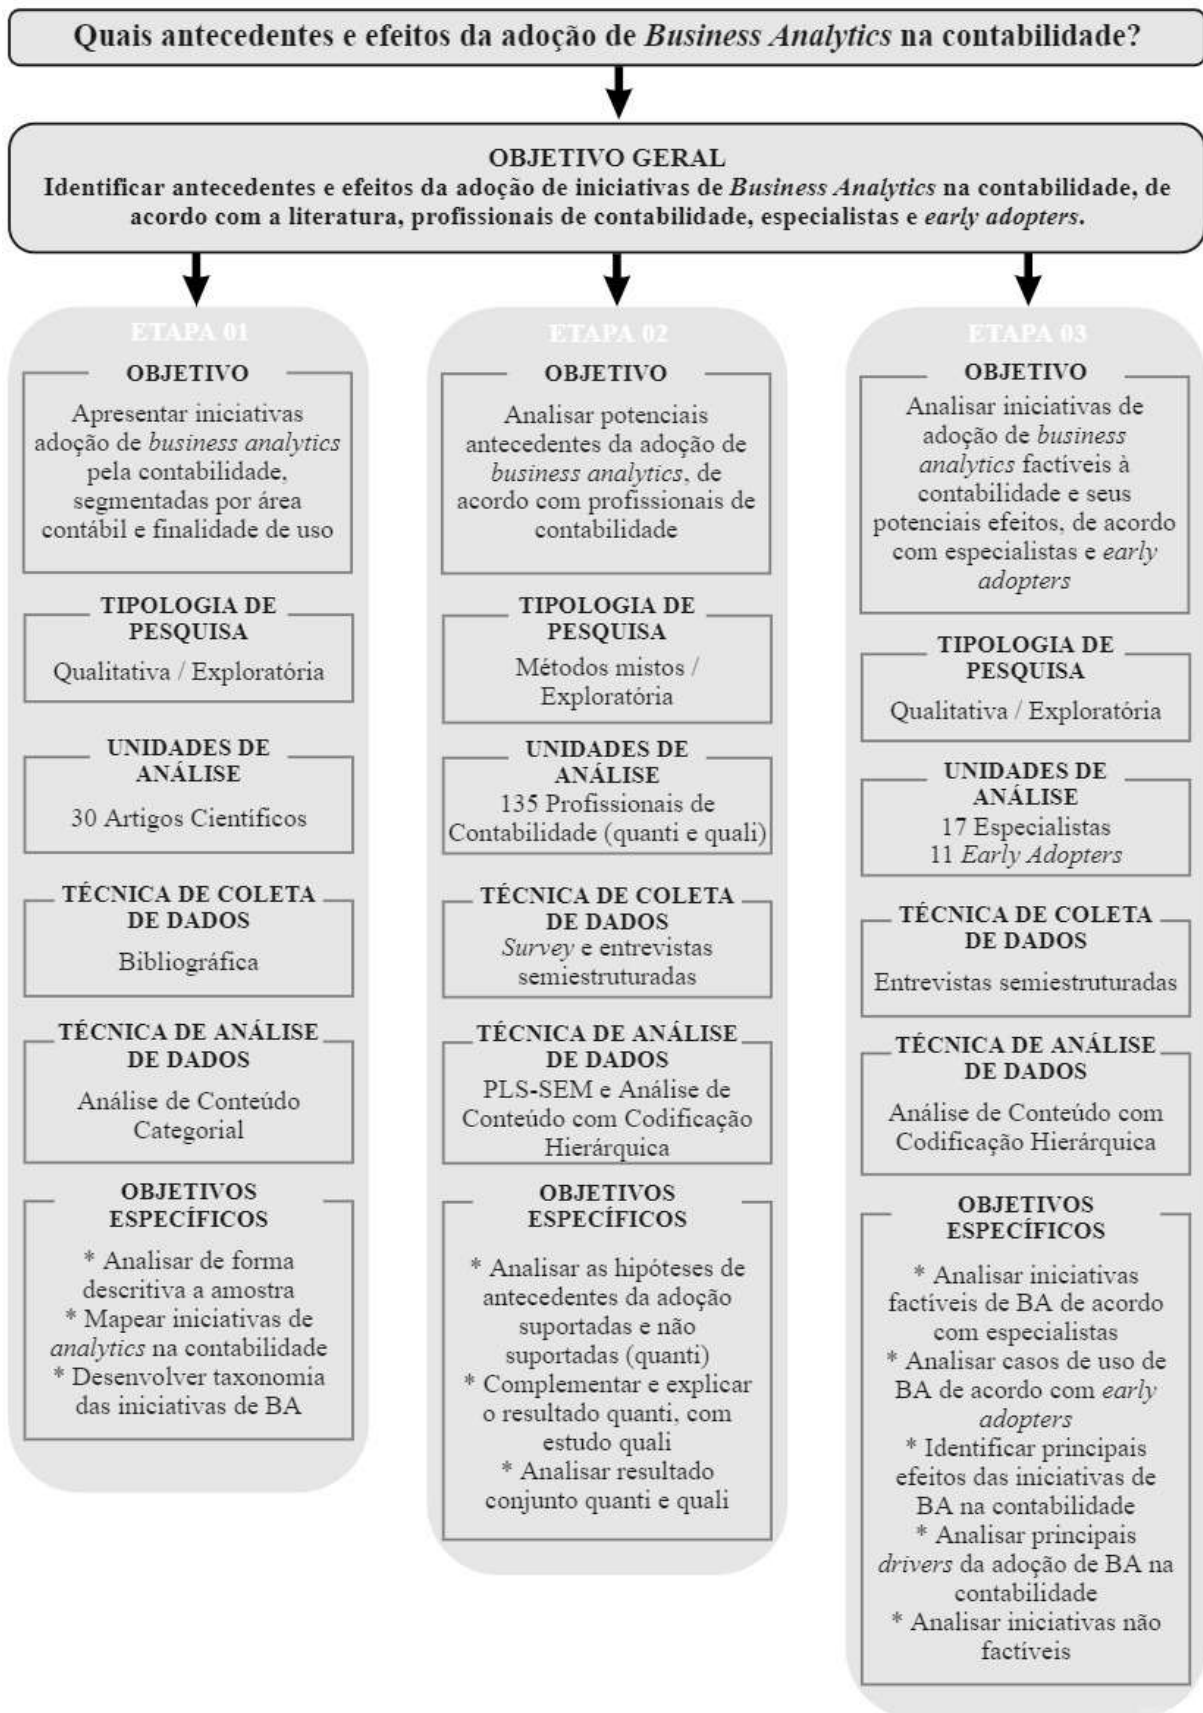 Quais antecedentes e efeitos da adoção de Business Analytics na contabilidade?
OBJETIVO GERAL
Identificar antecedentes e efeitos da adoção de iniciativas de Business Analytics na contabilidade, de
acordo com a literatura, profissionais de contabilidade, especialistas e early adopters.
ETAPA 01
OBJETIVO
Apresentar iniciativas
adoção de business analytics
pela contabilidade,
segmentadas por área
contábil e finalidade de uso
TIPOLOGIA DE
PESQUISA
Qualitativa / Exploratória
UNIDADES DE
ANÁLISE
30 Artigos Científicos
TÉCNICA DE COLETA
DE DADOS
Bibliográfica
TÉCNICA DE ANÁLISE
DE DADOS
Análise de Conteúdo
Categorial
OBJETIVOS
ESPECÍFICOS
* Analisar de forma
descritiva a amostra
* Mapear iniciativas de
analytics na contabilidade
* Desenvolver taxonomia
das iniciativas de BA
ETAPA 02
OBJETIVO
Analisar potenciais
antecedentes da adoção de
business analytics, de
acordo com profissionais de
contabilidade
TIPOLOGIA DE
PESQUISA
Métodos mistos /
Exploratória
UNIDADES DE
ANÁLISE
135 Profissionais de
Contabilidade (quanti e quali)
TÉCNICA DE COLETA
DE DADOS
Survey e entrevistas
semiestruturadas
TÉCNICA DE ANÁLISE
DE DADOS
PLS-SEM e Análise de
Conteúdo com Codificação
Hierárquica
OBJETIVOS
ESPECÍFICOS
* Analisar as hipóteses de
antecedentes da adoção
suportadas e não
suportadas (quanti)
* Complementar e explicar
o resultado quanti, com
estudo quali
* Analisar resultado
conjunto quanti e quali
ETAPA 03
OBJETIVO
Analisar iniciativas de
adoção de business
analytics factíveis à
contabilidade e seus
potenciais efeitos, de acordo
com especialistas e early
adopters
TIPOLOGIA DE
PESQUISA
Qualitativa / Exploratória
UNIDADES DE
ANÁLISE
17 Especialistas
11 Early Adopters
TÉCNICA DE COLETA
DE DADOS
Entrevistas semiestruturadas
TÉCNICA DE ANÁLISE
DE DADOS
Análise de Conteúdo com
Codificação Hierárquica
OBJETIVOS
ESPECÍFICOS
* Analisar iniciativas
factíveis de BA de acordo
com especialistas
* Analisar casos de uso de
BA de acordo com early
adopters
* Identificar principais
efeitos das iniciativas de
BA na contabilidade
* Analisar principais
drivers da adoção de BA na
contabilidade
* Analisar iniciativas não
factíveis